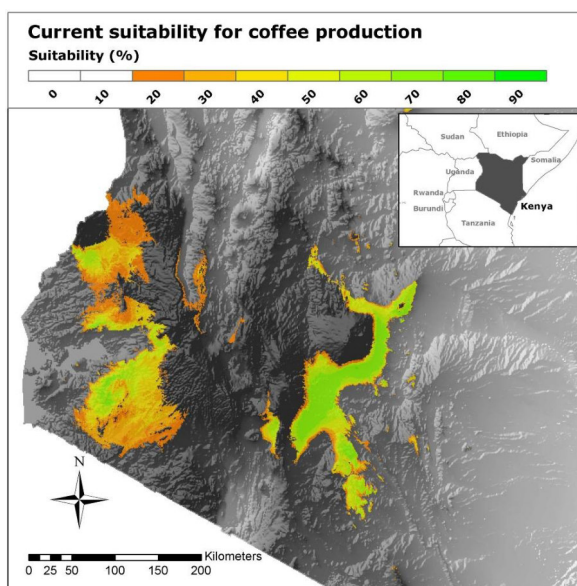 Current suitability for coffee production
Suitability (%)
0 10 20 30 40 50 60 70 80 90
Sudan
Ethiopia
Somalia
Uganda
Rwanda
Burundi
Kenya
Tanzania
N
Kilometers
0 25 50 100 150 200